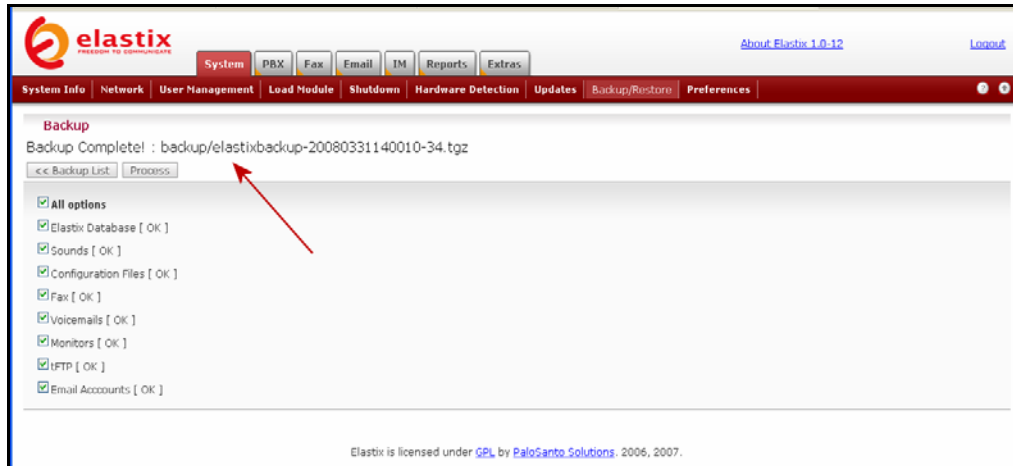 elastix
FREEDOM TO COMMUNICATE
About Elastix 1.0-12
Logout
System PBX Fax Email IM Reports Extras
System Info Network User Management Load Module Shutdown Hardware Detection Updates Backup/Restore Preferences
Backup
Backup Complete! : backup/elastixbackup-20080331140010-34.tgz
<< Backup List Process
All options
Elastix Database [ OK ]
Sounds [ OK ]
Configuration Files [ OK ]
Fax [ OK ]
Voicemails [ OK ]
Monitors [ OK ]
tFTP [ OK ]
Email Acccounts [ OK ]
Elastix is licensed under GPL by PaloSanto Solutions. 2006, 2007.